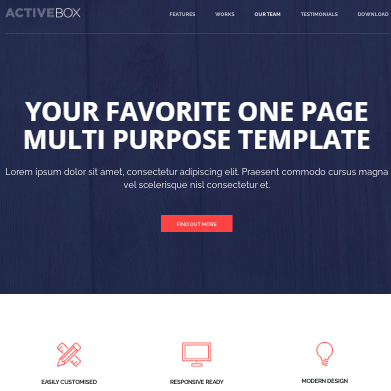 ACTIVEBOX
FEATURES WORKS OUR TEAM TESTIMONIALS DOWNLOAD
YOUR FAVORITE ONE PAGE
MULTI PURPOSE TEMPLATE
Lorem ipsum dolor sit amet, consectetur adipiscing elit. Praesent commodo cursus magna
vel scelerisque nisl consectetur et.
FIND OUT MORE
EASILY CUSTOMISED RESPONSIVE READY MODERN DESIGN